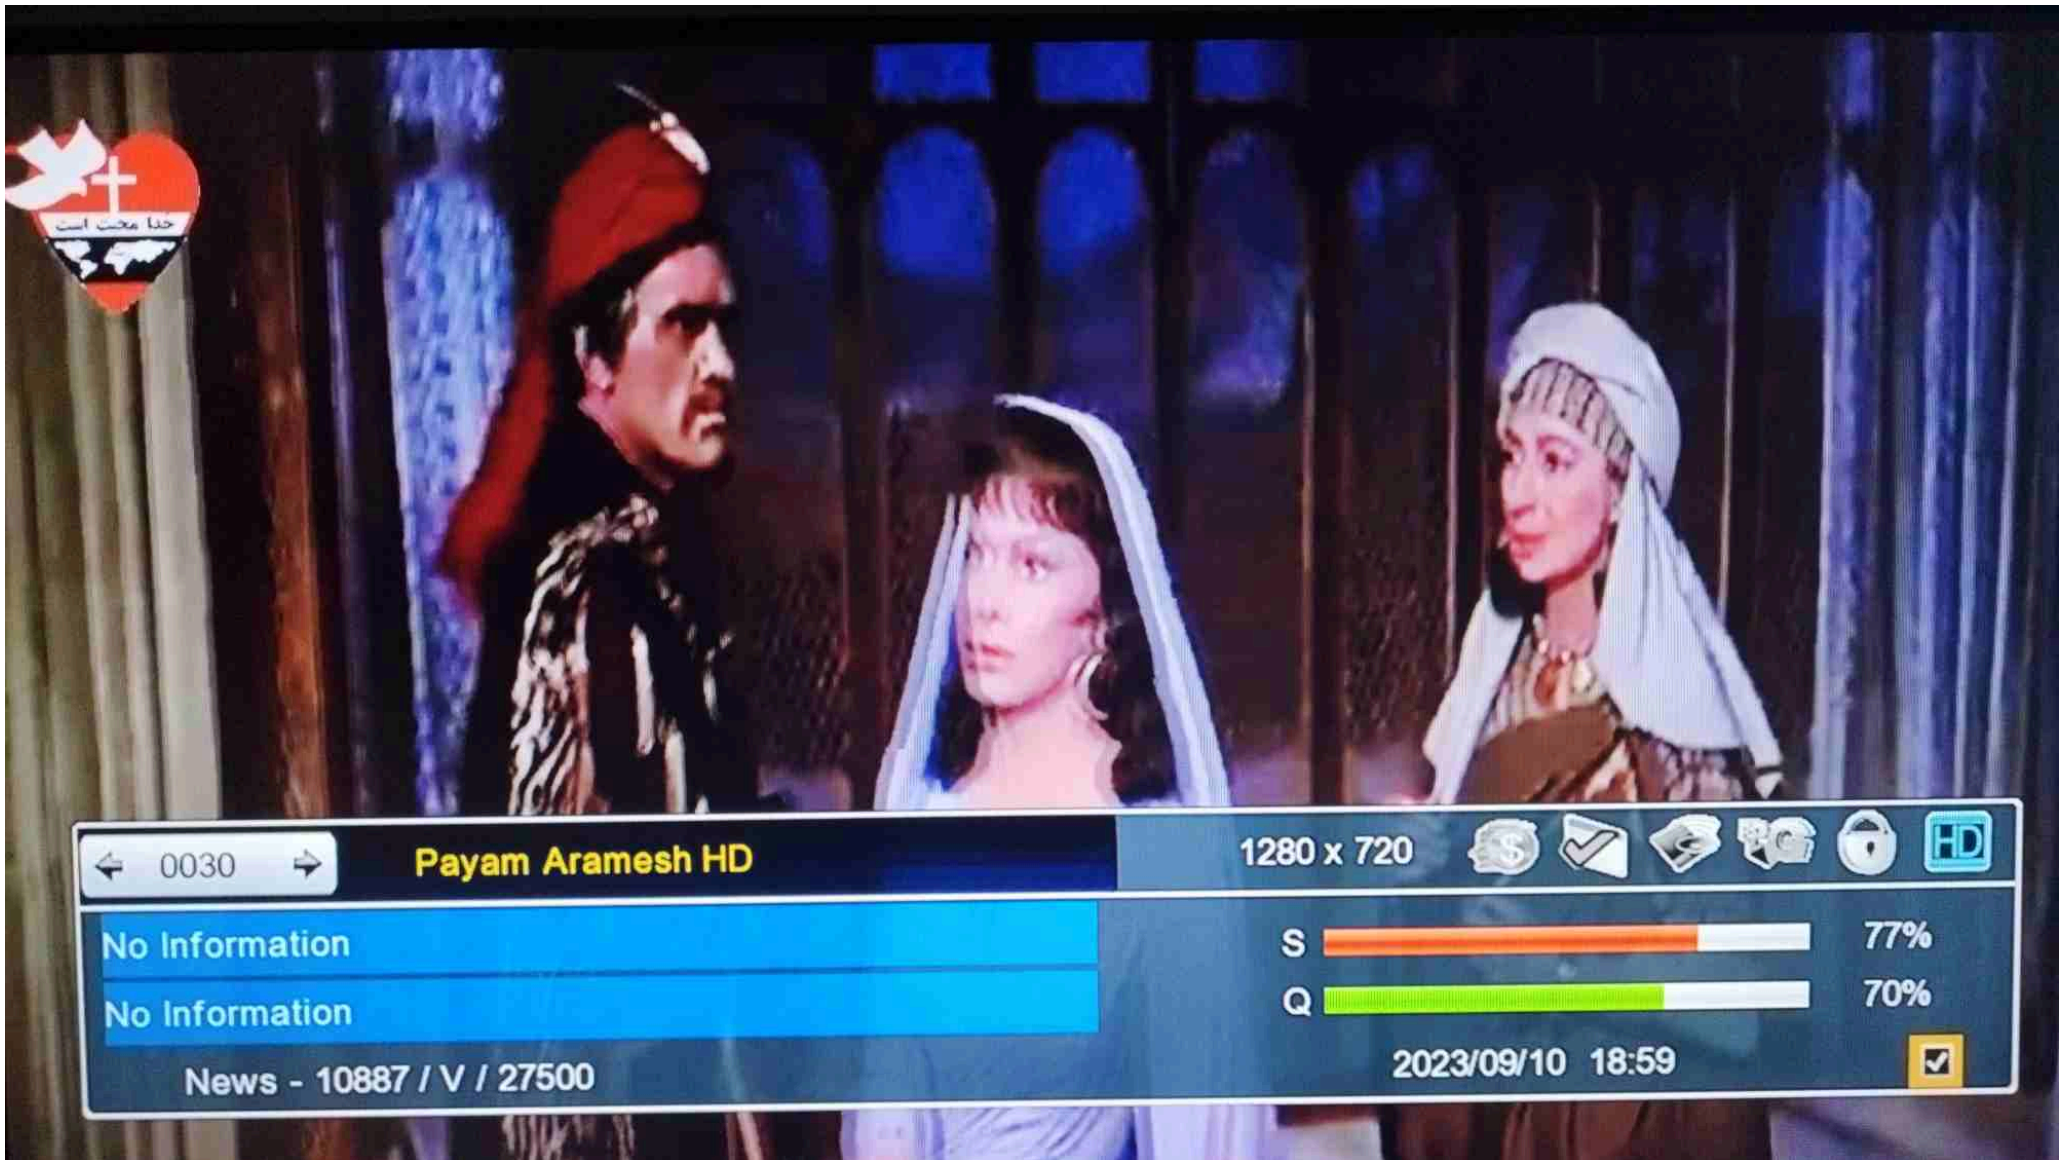 خدا محبت است
0030
Payam Aramesh HD
1280 x 720
HD
No Information
S 77%
No Information
Q 70%
News - 10887 / V / 27500
2023/09/10 18:59